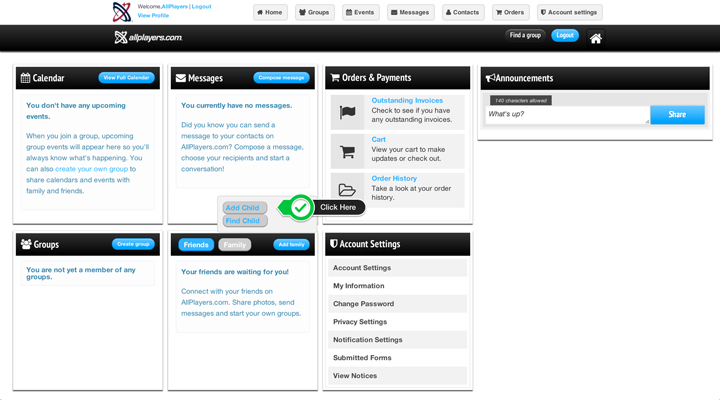 Welcome,AllPlayers | Logout
View Profile
Home
Groups
Events
Messages
Contacts
Orders
Account settings
allplayers.com
Find a group
Logout
Calendar
View Full Calendar
You don't have any upcoming
events.
When you join a group, upcoming
group events will appear here so you'll
always know what's happening. You
can also create your own group to
share calendars and events with
family and friends.
Messages
Compose message
You currently have no messages.
Did you know you can send a
message to your contacts on
AllPlayers.com? Compose a message,
choose your recipients and start a
conversation!
Orders & Payments
Outstanding Invoices
Check to see if you have
any outstanding invoices.
Cart
View your cart to make
updates or check out.
Order History
Take a look at your order
history.
Announcements
140 characters allowed
What's up?
Share
Add Child
Find Child
Click Here
Groups
Create group
You are not yet a member of any
groups.
Friends
Family
Add family
Your friends are waiting for you!
Connect with your friends on
AllPlayers.com. Share photos, send
messages and start your own groups.
Account Settings
Account Settings
My Information
Change Password
Privacy Settings
Notification Settings
Submitted Forms
View Notices